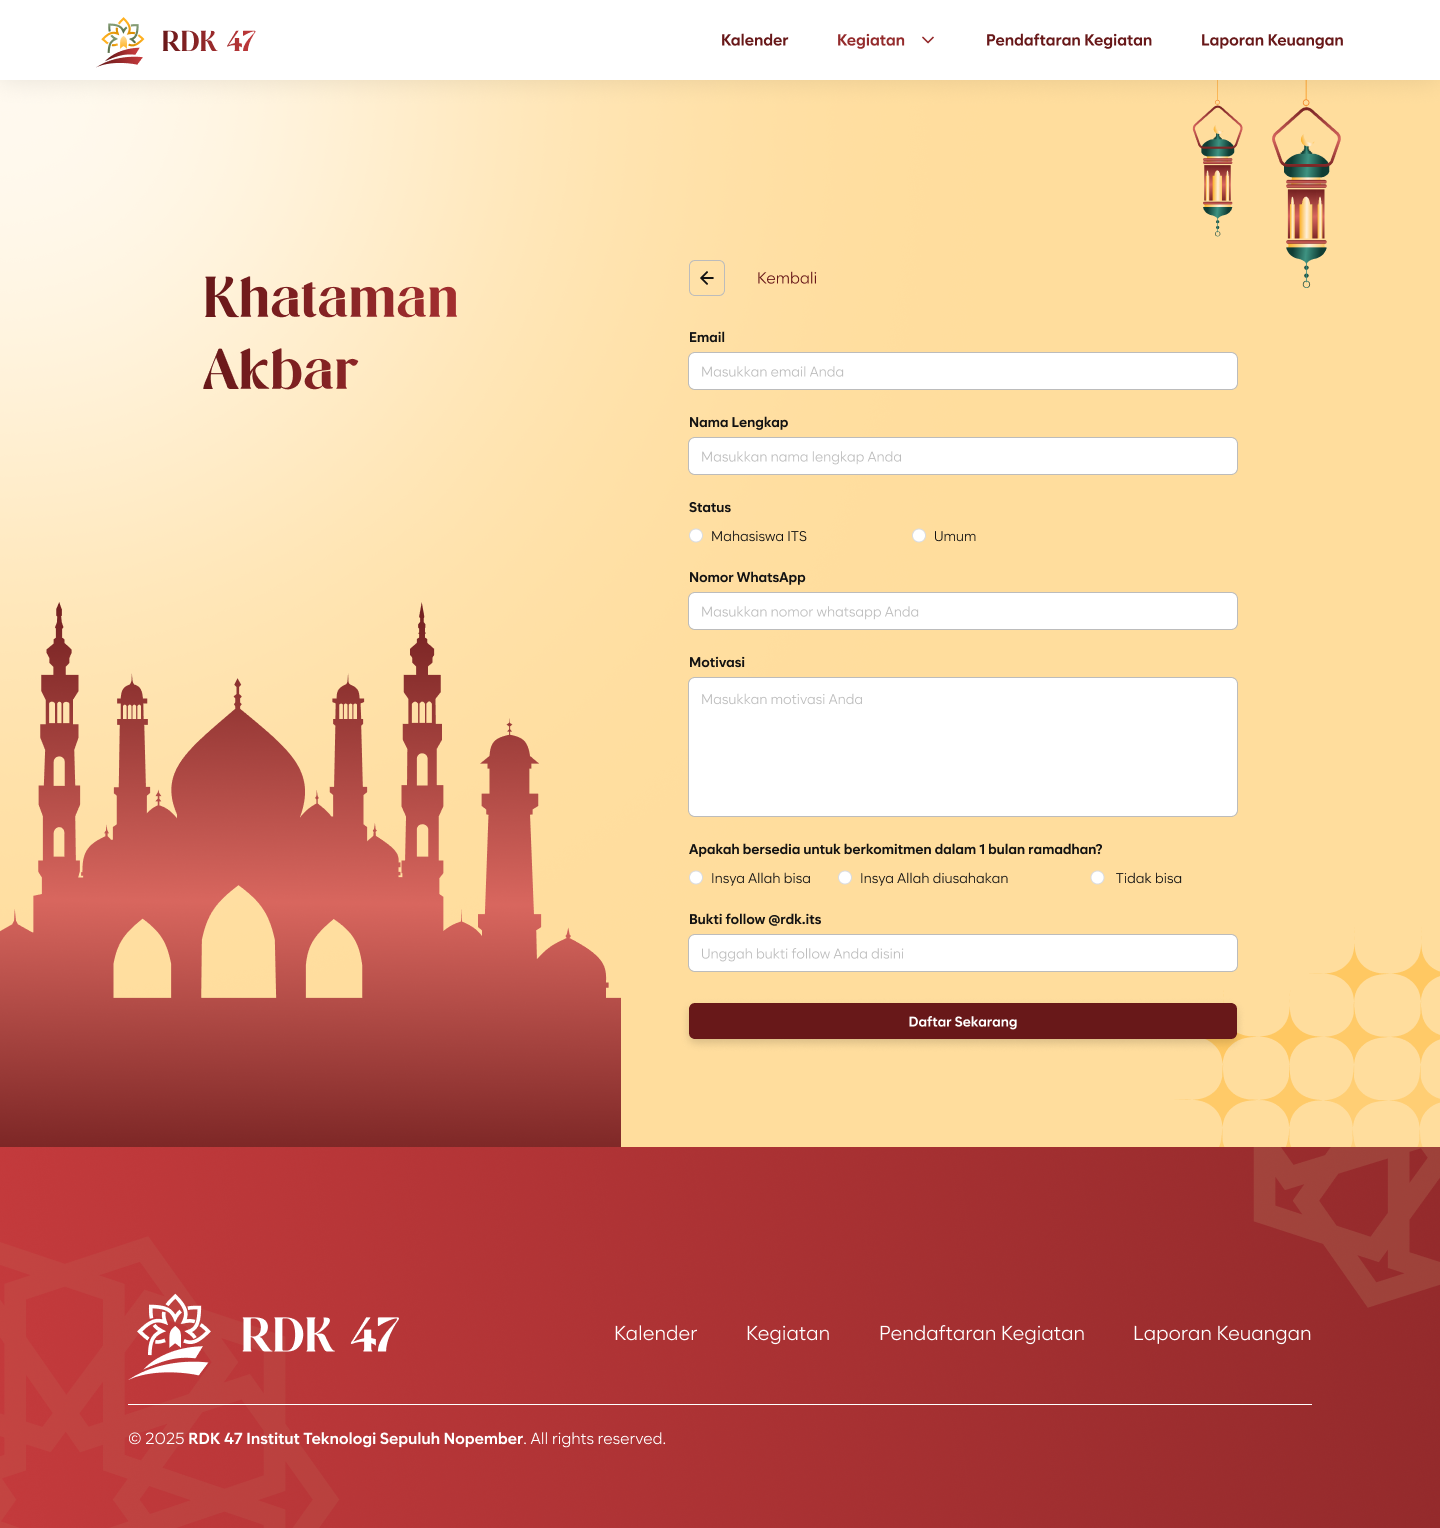 RDK 47
Kalender
Kegiatan
Pendaftaran Kegiatan
Laporan Keuangan
Khataman
Akbar
Kembali
Email
Masukkan email Anda
Nama Lengkap
Masukkan nama lengkap Anda
Status
Mahasiswa ITS
Umum
Nomor WhatsApp
Masukkan nomor whatsapp Anda
Motivasi
Masukkan motivasi Anda
Apakah bersedia untuk berkomitmen dalam 1 bulan ramadhan?
Insya Allah bisa
Insya Allah diusahakan
Tidak bisa
Bukti follow @rdk.its
Unggah bukti follow Anda disini
Daftar Sekarang
RDK 47
Kalender
Kegiatan
Pendaftaran Kegiatan
Laporan Keuangan
© 2025 RDK 47 Institut Teknologi Sepuluh Nopember. All rights reserved.